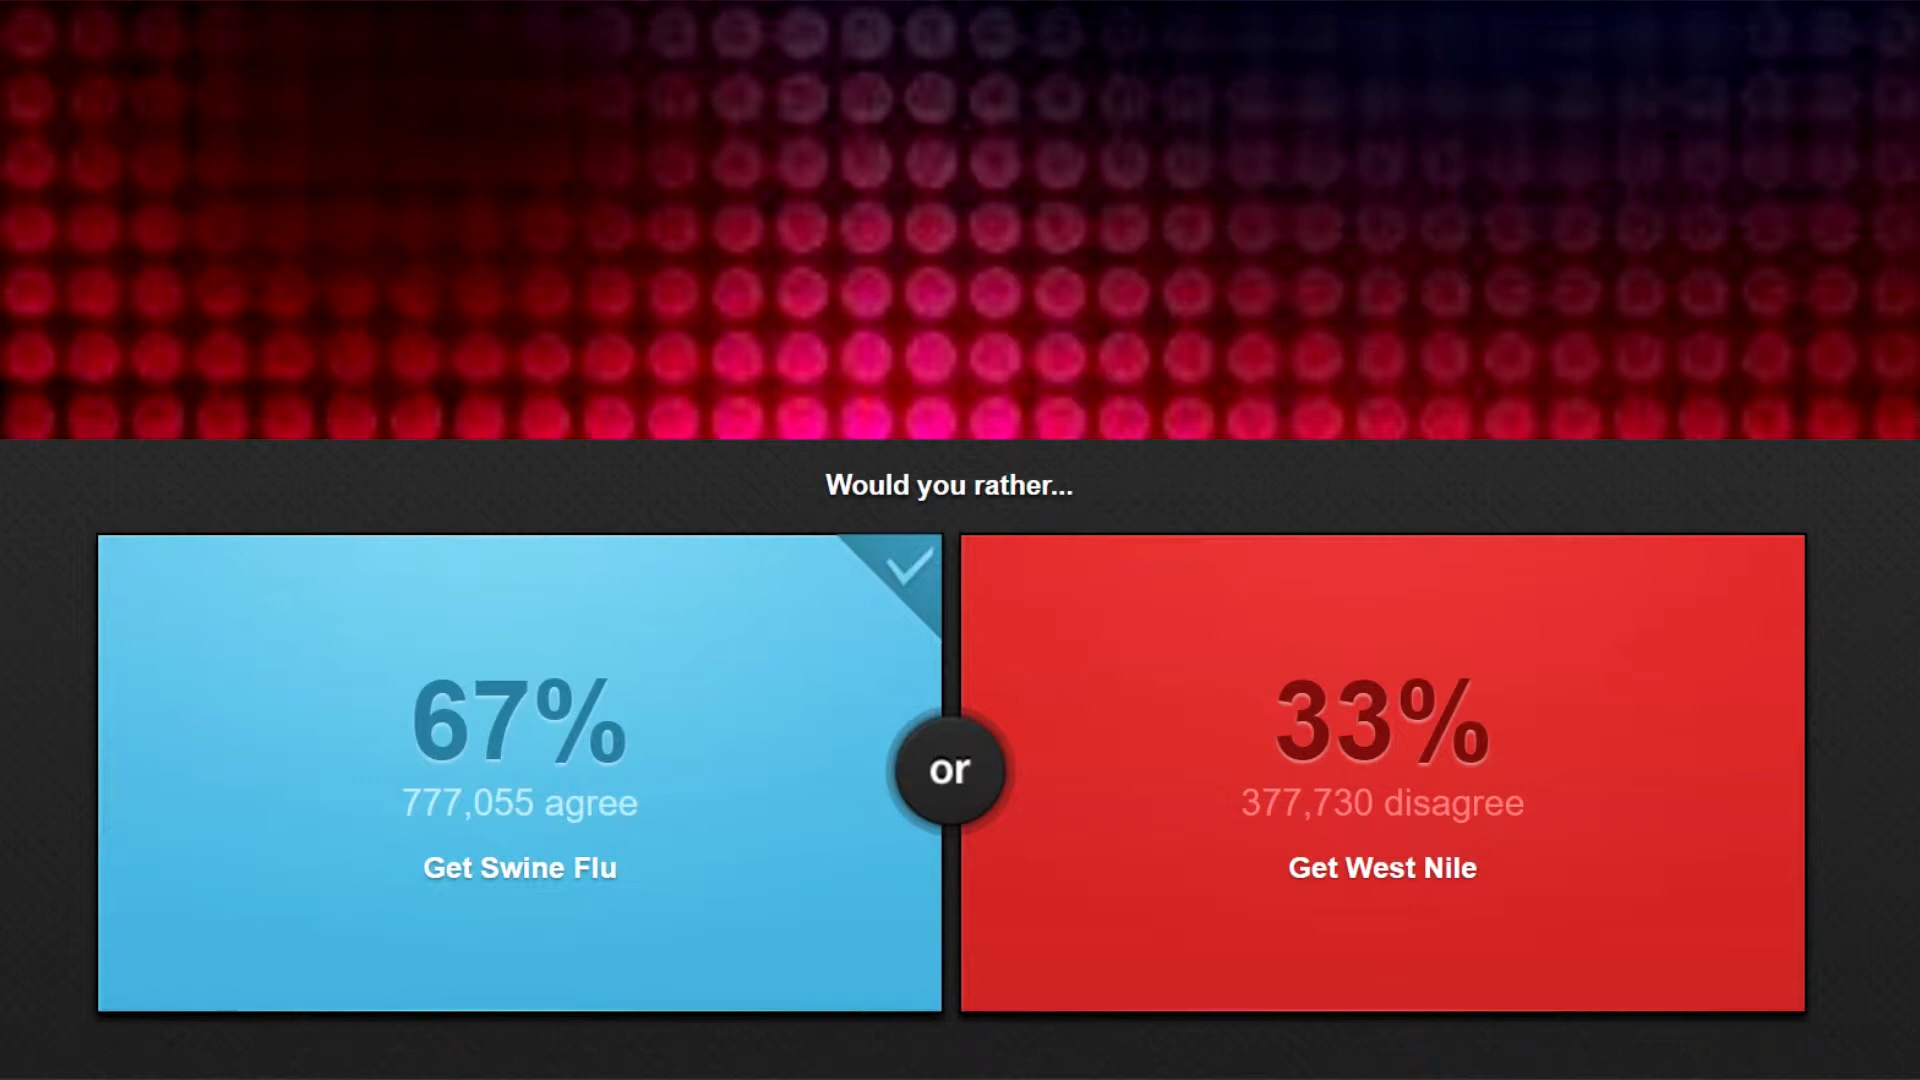 Would you rather...
67%
777,055 agree
Get Swine Flu
or
33%
377,730 disagree
Get West Nile